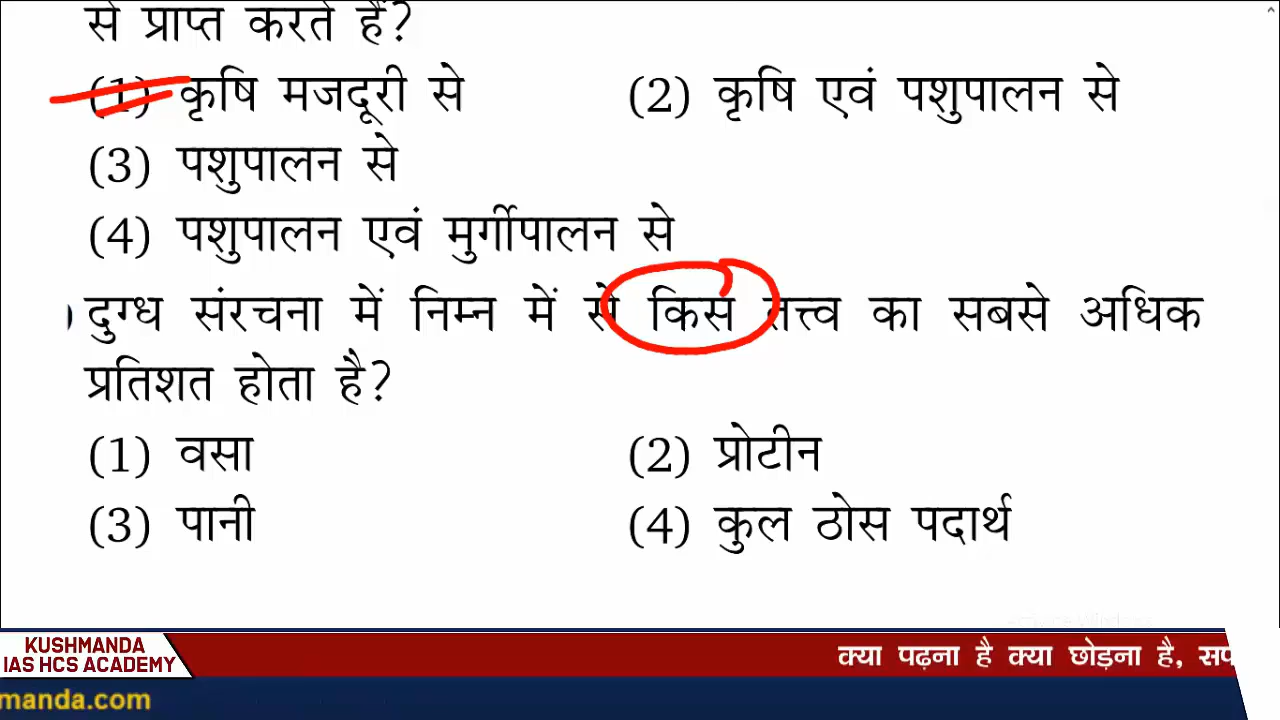 से प्राप्त करते हैं?
(1) कृषि मजदूरी से (2) कृषि एवं पशुपालन से
(3) पशुपालन से
(4) पशुपालन एवं मुर्गीपालन से
) दुग्ध संरचना में निम्न में से किस तत्त्व का सबसे अधिक
प्रतिशत होता है?
(1) वसा (2) प्रोटीन
(3) पानी (4) कुल ठोस पदार्थ
KUSHMANDA
IAS HCS ACADEMY
क्या पढ़ना है क्या छोड़ना है,
manda.com